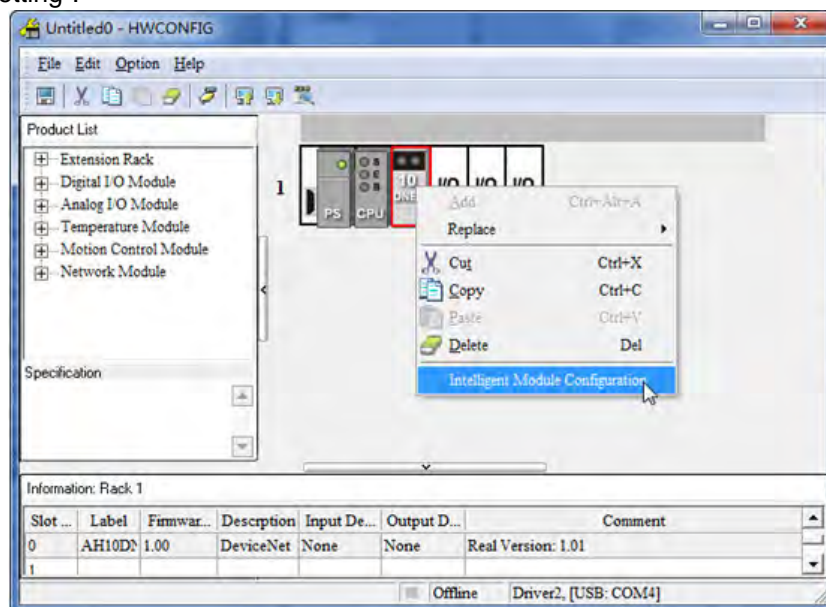 etting .
Untitled0 - HWCONFIG
File Edit Option Help
Product List
Extension Rack
Digital I/O Module
Analog I/O Module
Temperature Module
Motion Control Module
Network Module
Specification
1
PS CPU 10 I/O I/O I/O
Add Ctrl+Alt+A
Replace
Cut Ctrl+X
Copy Ctrl+C
Paste Ctrl+V
Delete Del
Intelligent Module Configuration
Information: Rack 1
Slot ... Label Firmwar... Descrption Input De... Output D... Comment
0 AH10DN 1.00 DeviceNet None None Real Version: 1.01
1
Offline Driver2, [USB: COM4]